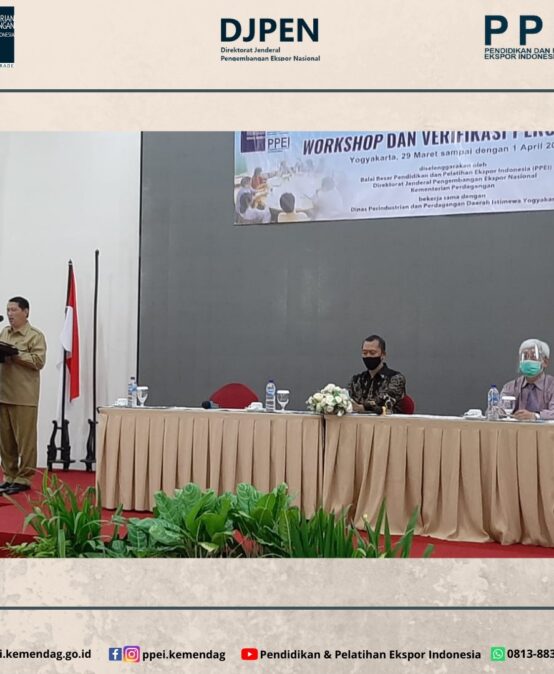 DJPEN
Direktorat Jenderal
Pengembangan Ekspor Nasional
PENDIDIKAN DAN
EKSPOR INDONESIA
PPEI
WORKSHOP DAN VERIFIKASI
Yogyakarta, 29 Maret sampai dengan 1 April
diselenggarakan oleh
Balai Besar Pendidikan dan Pelatihan Ekspor Indonesia (PPEI)
Direktorat Jenderal Pengembangan Ekspor Nasional
Kementerian Perdagangan
bekerja sama dengan
Dinas Perindustrian dan Perdagangan Daerah Istimewa
i.kemendag.go.id
ppei.kemendag
Pendidikan & Pelatihan Ekspor Indonesia
0813-883